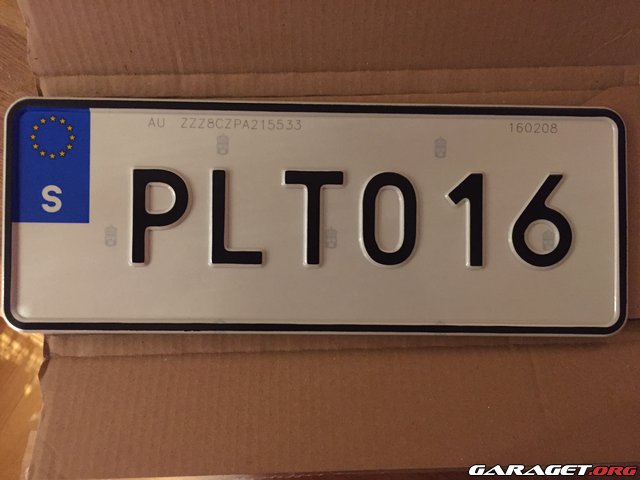 AU ZZZ8CZPA215533 160208
S PLT016
GARAGET.ORG